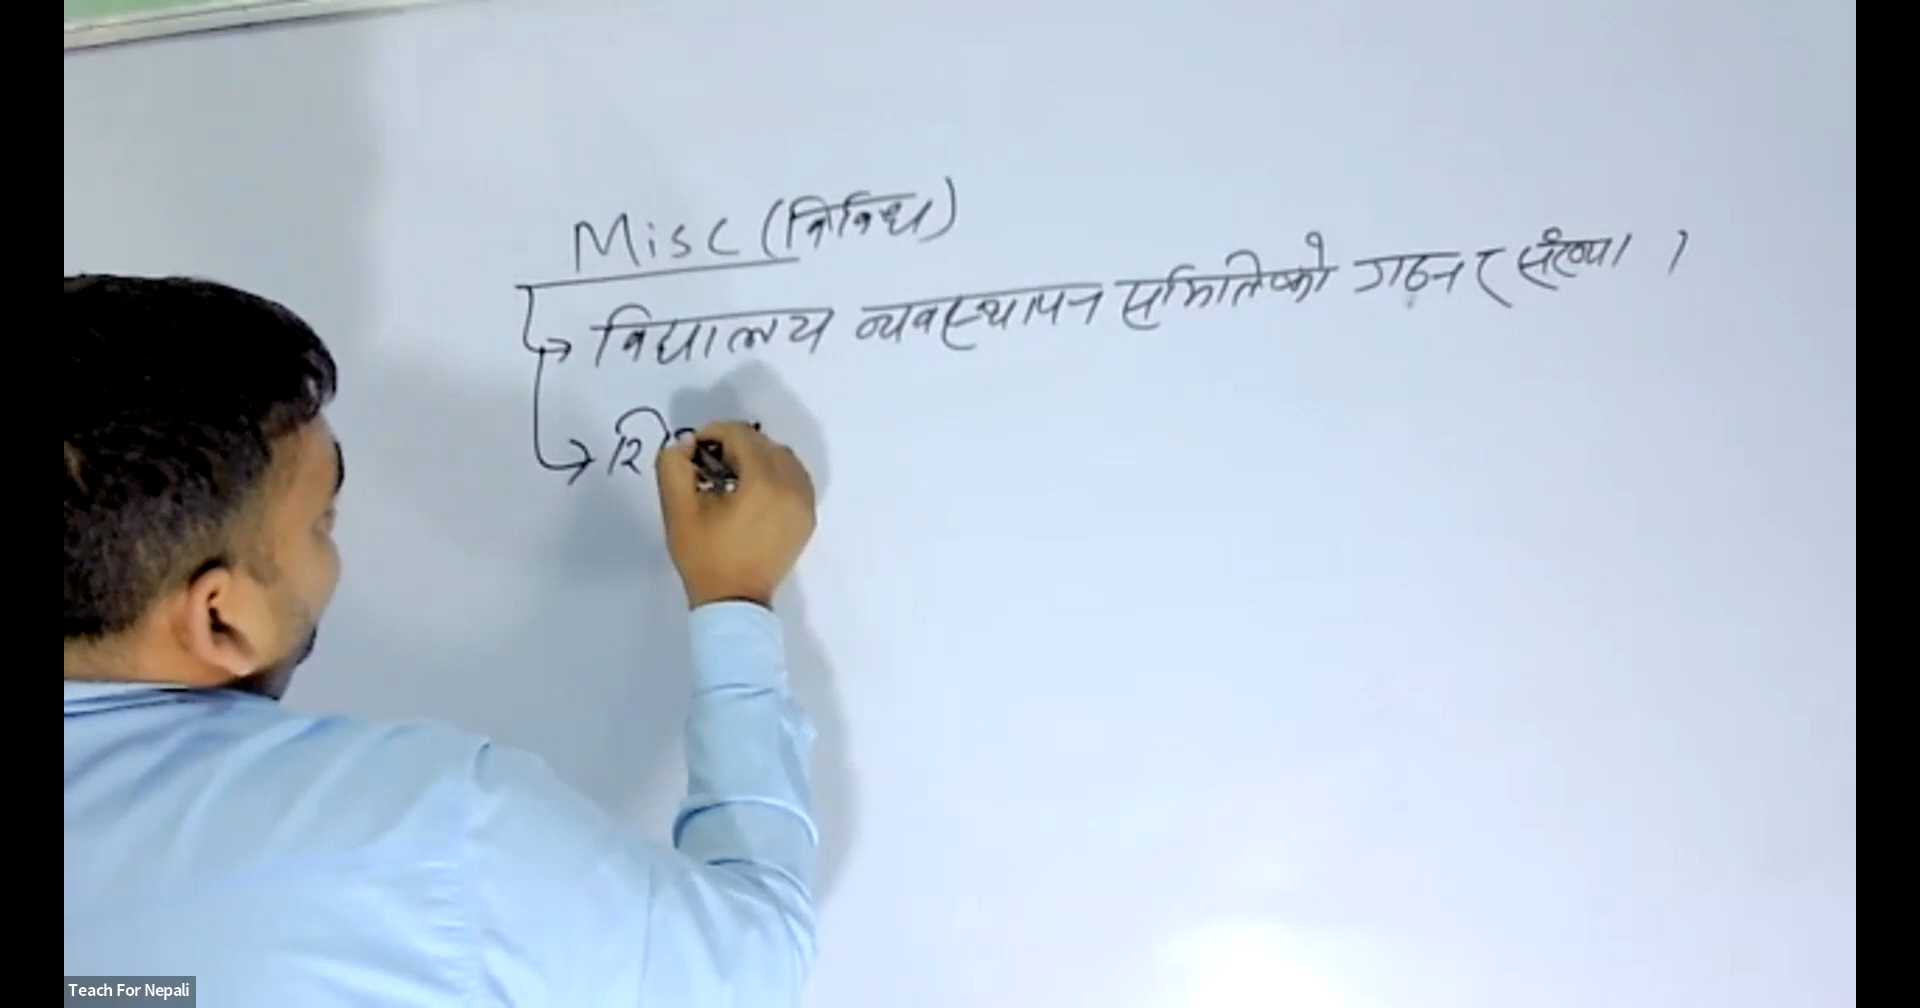 Misc (विविध)
विद्यालय व्यवस्थापन समितिको गठन र संख्या ।
Teach For Nepali